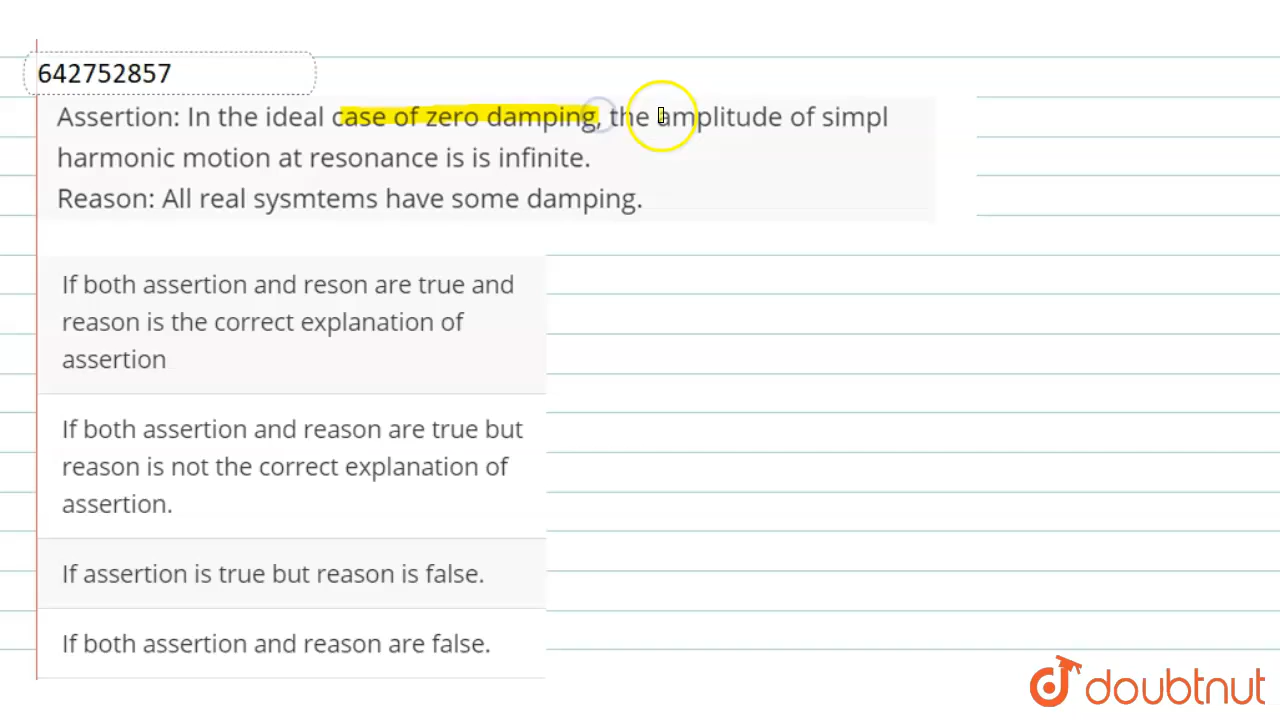 642752857
Assertion: In the ideal case of zero damping, the amplitude of simpl
harmonic motion at resonance is is infinite.
Reason: All real sysmtems have some damping.
If both assertion and reson are true and
reason is the correct explanation of
assertion
If both assertion and reason are true but
reason is not the correct explanation of
assertion.
If assertion is true but reason is false.
If both assertion and reason are false.
doubtnut